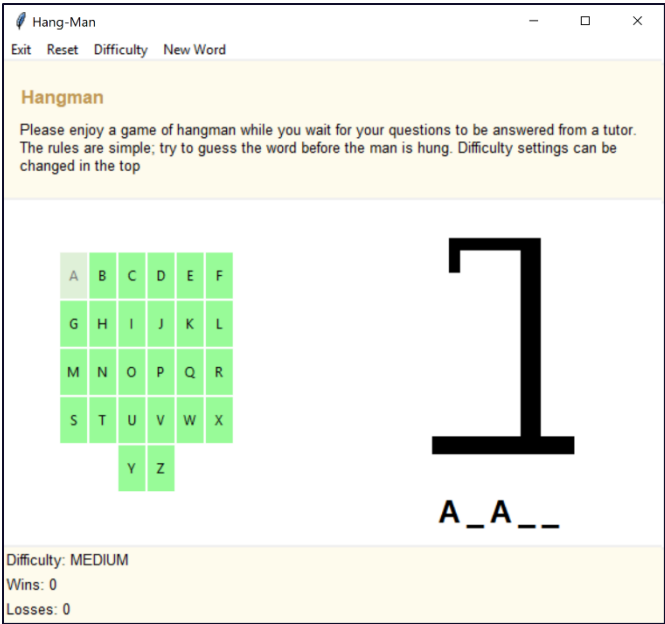 Hang-Man
Exit Reset Difficulty New Word
Hangman
Please enjoy a game of hangman while you wait for your questions to be answered from a tutor.
The rules are simple; try to guess the word before the man is hung. Difficulty settings can be
changed in the top
A B C D E F
G H I J K L
M N O P Q R
S T U V W X
Y Z
A _ A _ _
Difficulty: MEDIUM
Wins: 0
Losses: 0